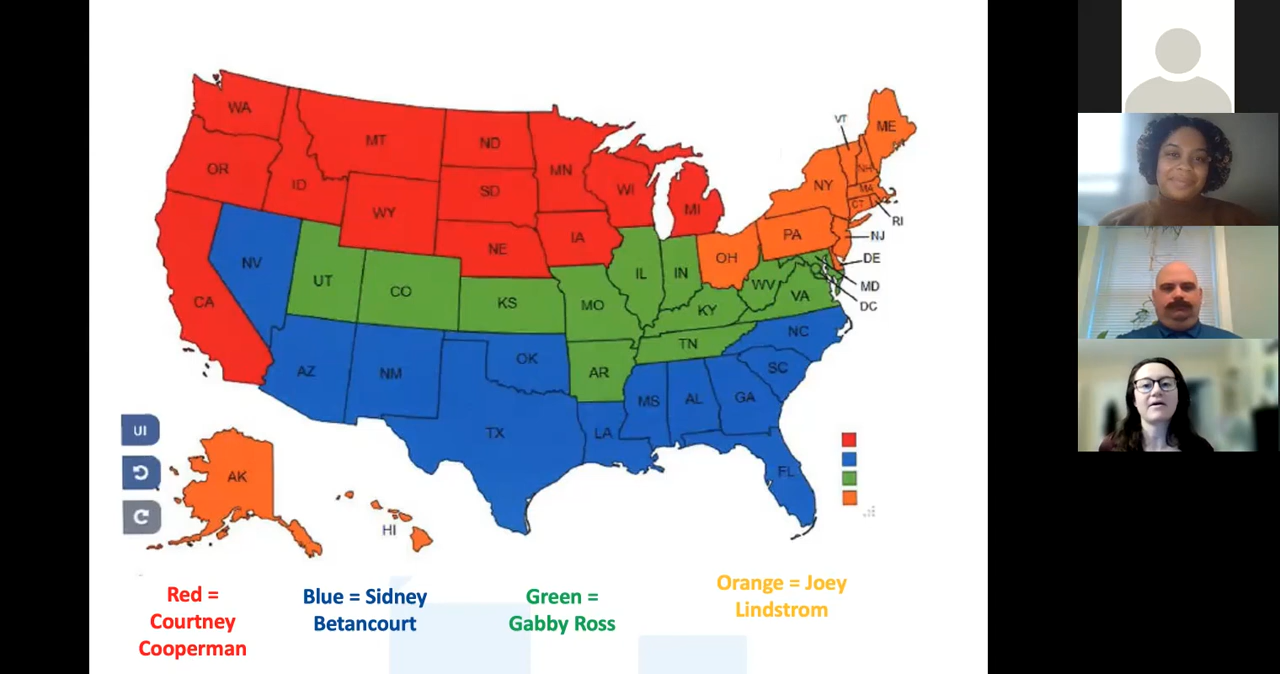 WA
MT
ND
MN
OR
ID
SD
WI
MI
WY
NE
IA
NV
UT
CO
KS
CA
IL
IN
OH
MO
KY
WV
VA
PA
NY
VT
NH
ME
MA
CT
RI
NJ
DE
MD
DC
TN
NC
SC
AZ
NM
OK
AR
TX
LA
MS
AL
GA
FL
UI
AK
HI
Red =
Courtney
Cooperman
Blue = Sidney
Betancourt
Green =
Gabby Ross
Orange = Joey
Lindstrom